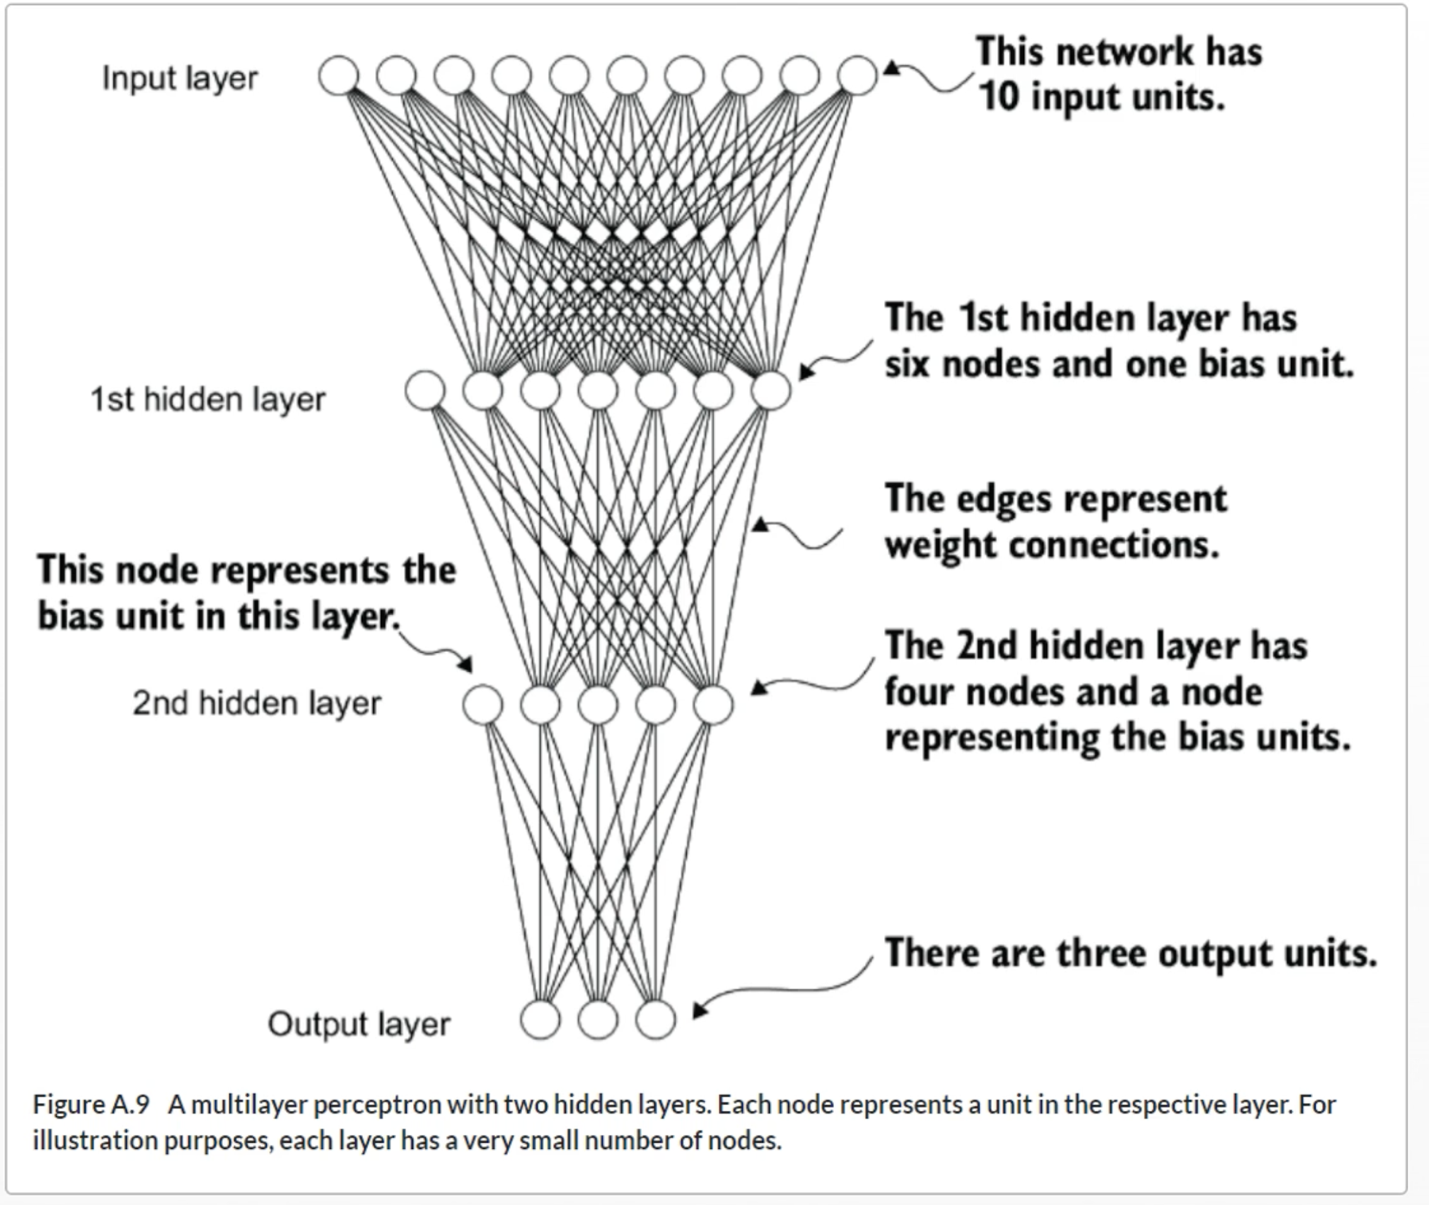 Input layer
This network has
10 input units.
The 1st hidden layer has
six nodes and one bias unit.
1st hidden layer
The edges represent
weight connections.
This node represents the
bias unit in this layer.
The 2nd hidden layer has
four nodes and a node
representing the bias units.
2nd hidden layer
There are three output units.
Output layer
Figure A.9 A multilayer perceptron with two hidden layers. Each node represents a unit in the respective layer. For
illustration purposes, each layer has a very small number of nodes.